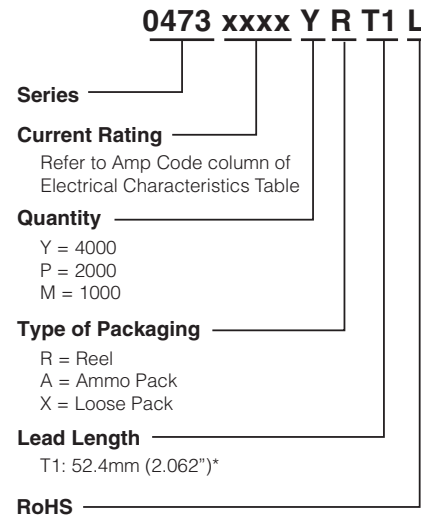 0473 xxxx Y R T1 L
Series
Current Rating
Refer to Amp Code column of
Electrical Characteristics Table
Quantity
Y = 4000
P = 2000
M = 1000
Type of Packaging
R = Reel
A = Ammo Pack
X = Loose Pack
Lead Length
T1: 52.4mm (2.062”)*
RoHS